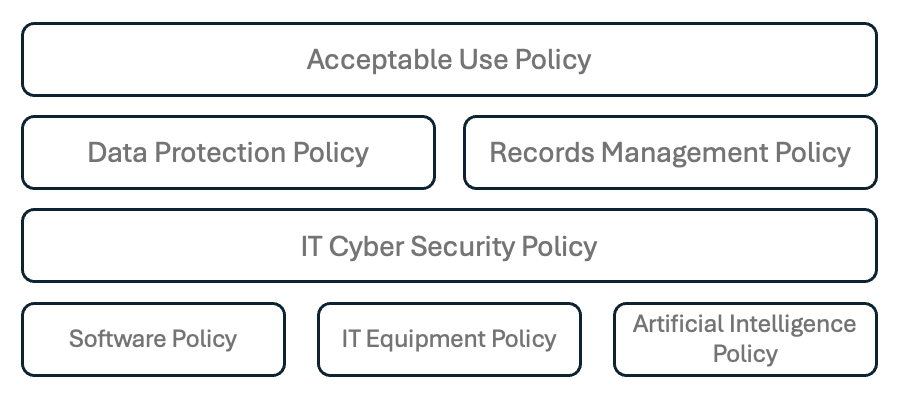 Acceptable Use Policy
Data Protection Policy
Records Management Policy
IT Cyber Security Policy
Software Policy
IT Equipment Policy
Artificial Intelligence
Policy